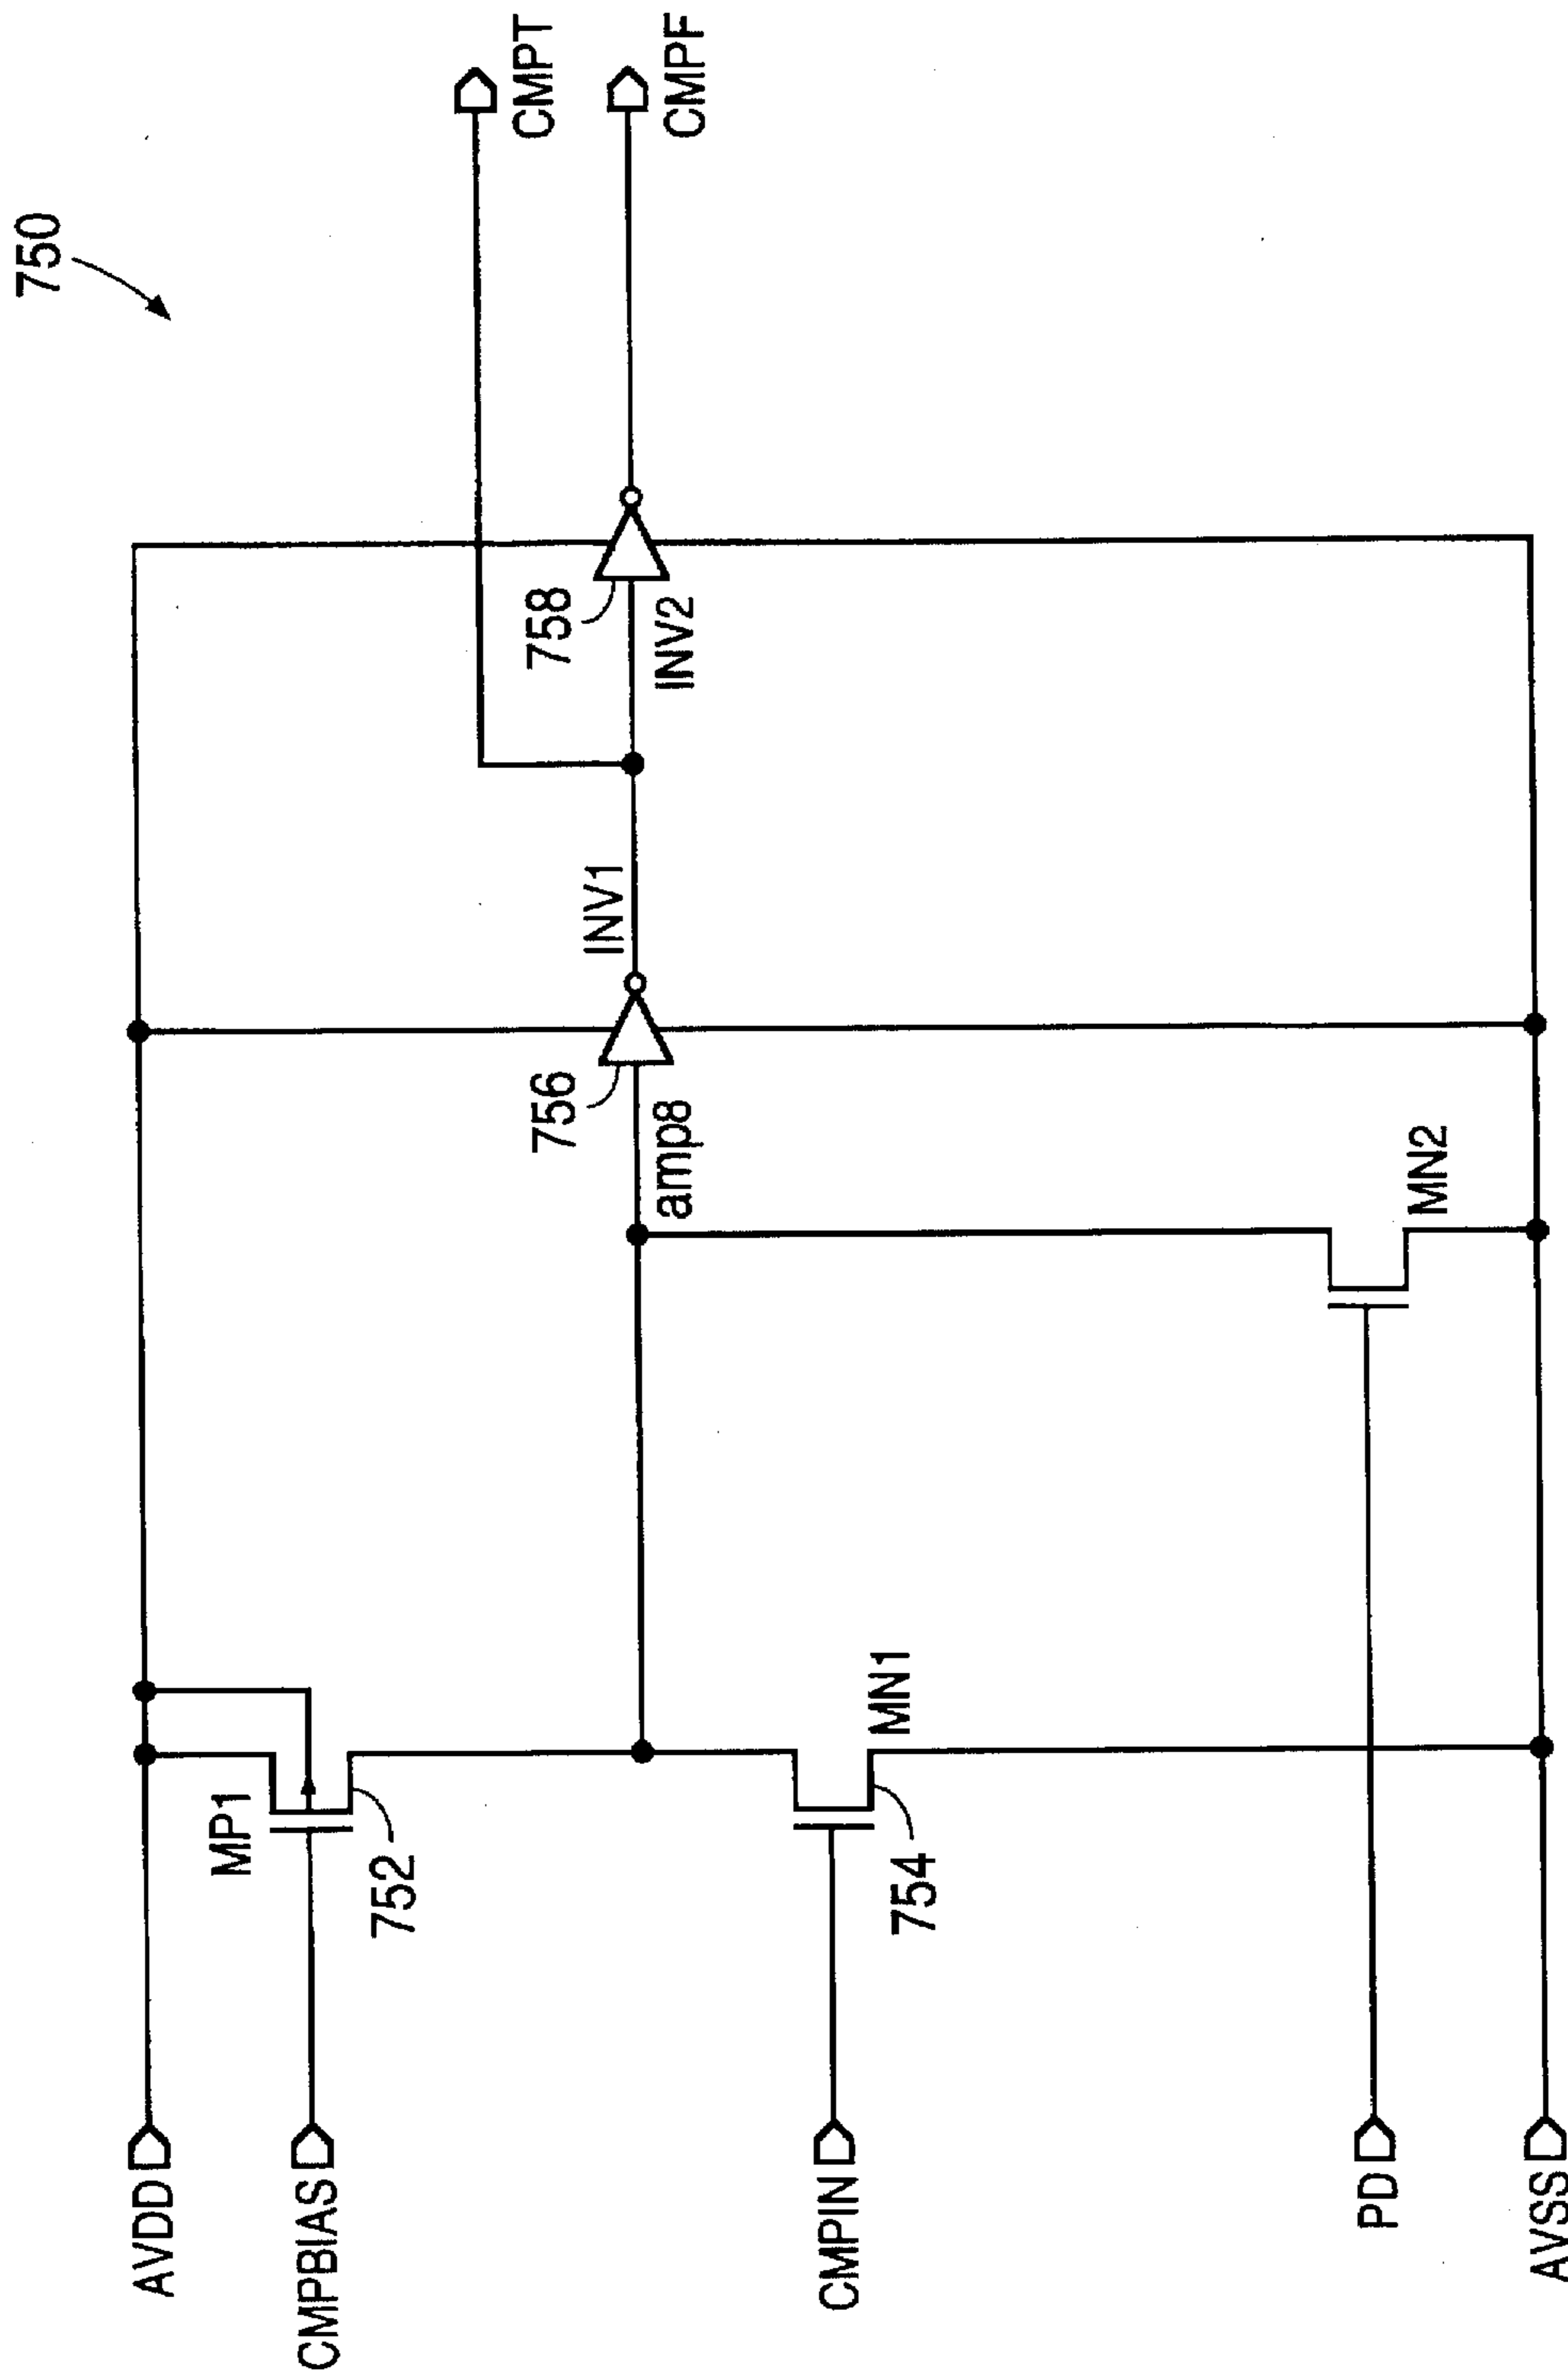 750
AVDD
CMPBIAS
MP1
752
CMPIN
MN1
754
PD
MN2
AVSS
amp8
756
INV1
758
INV2
CMPT
CMPF